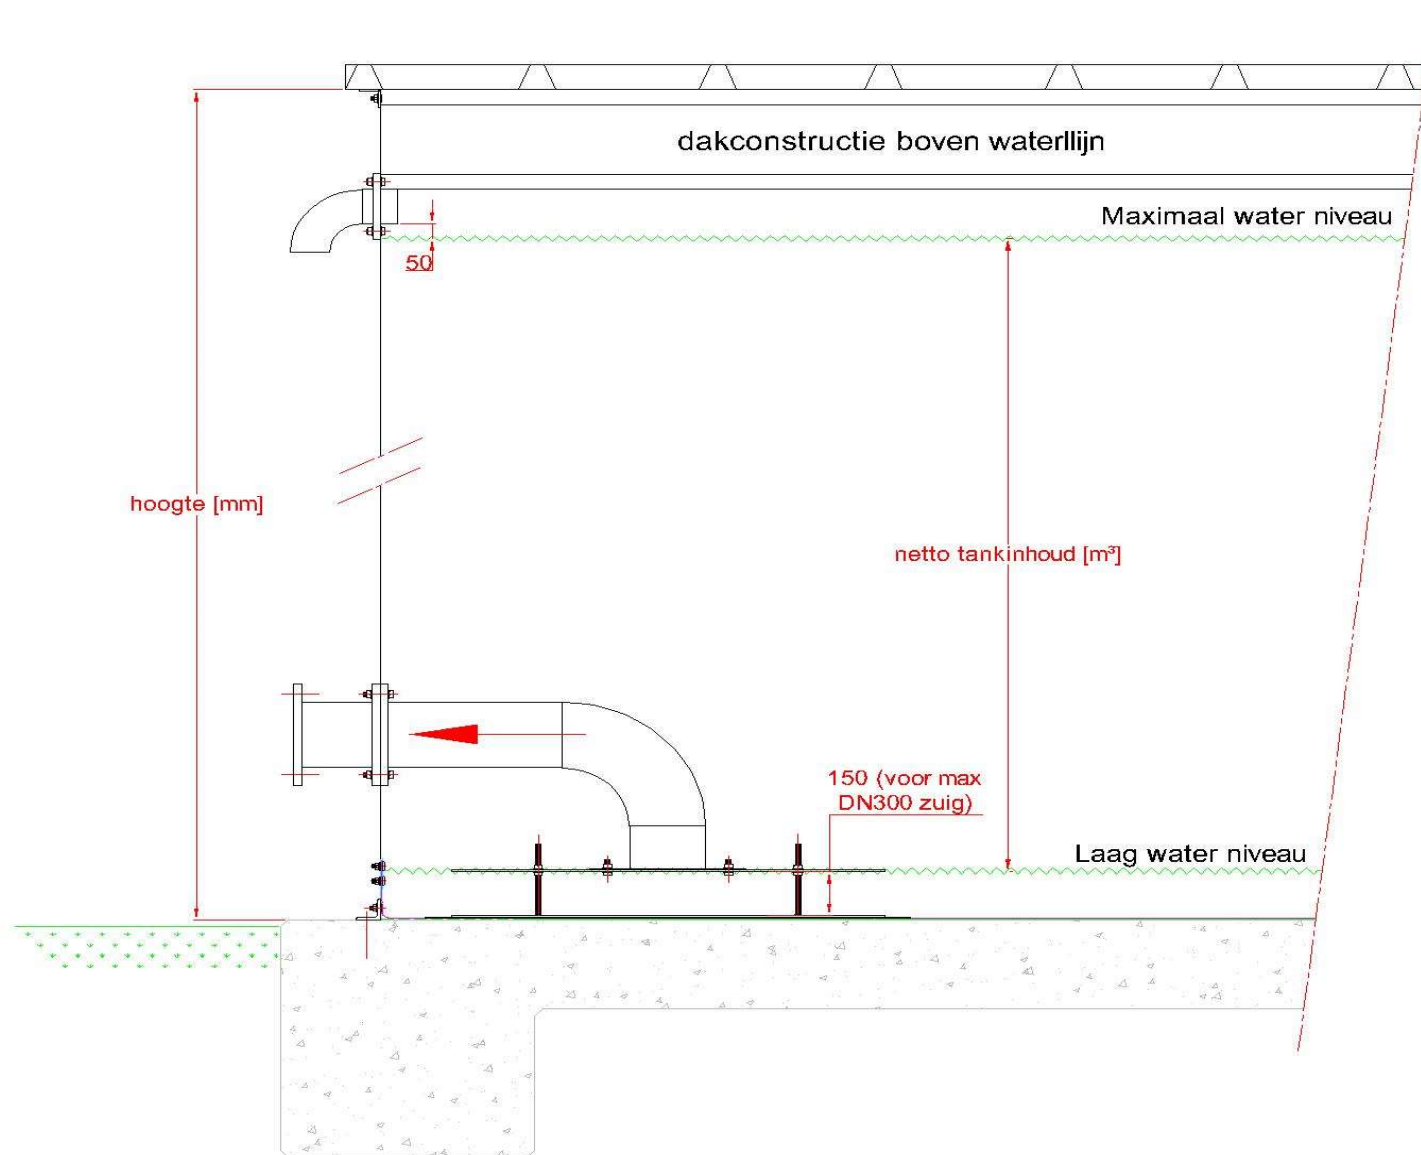 dakconstructie boven waterllijn
Maximaal water niveau
50
hoogte [mm]
netto tankinhoud [m³]
150 (voor max
DN300 zuig)
Laag water niveau